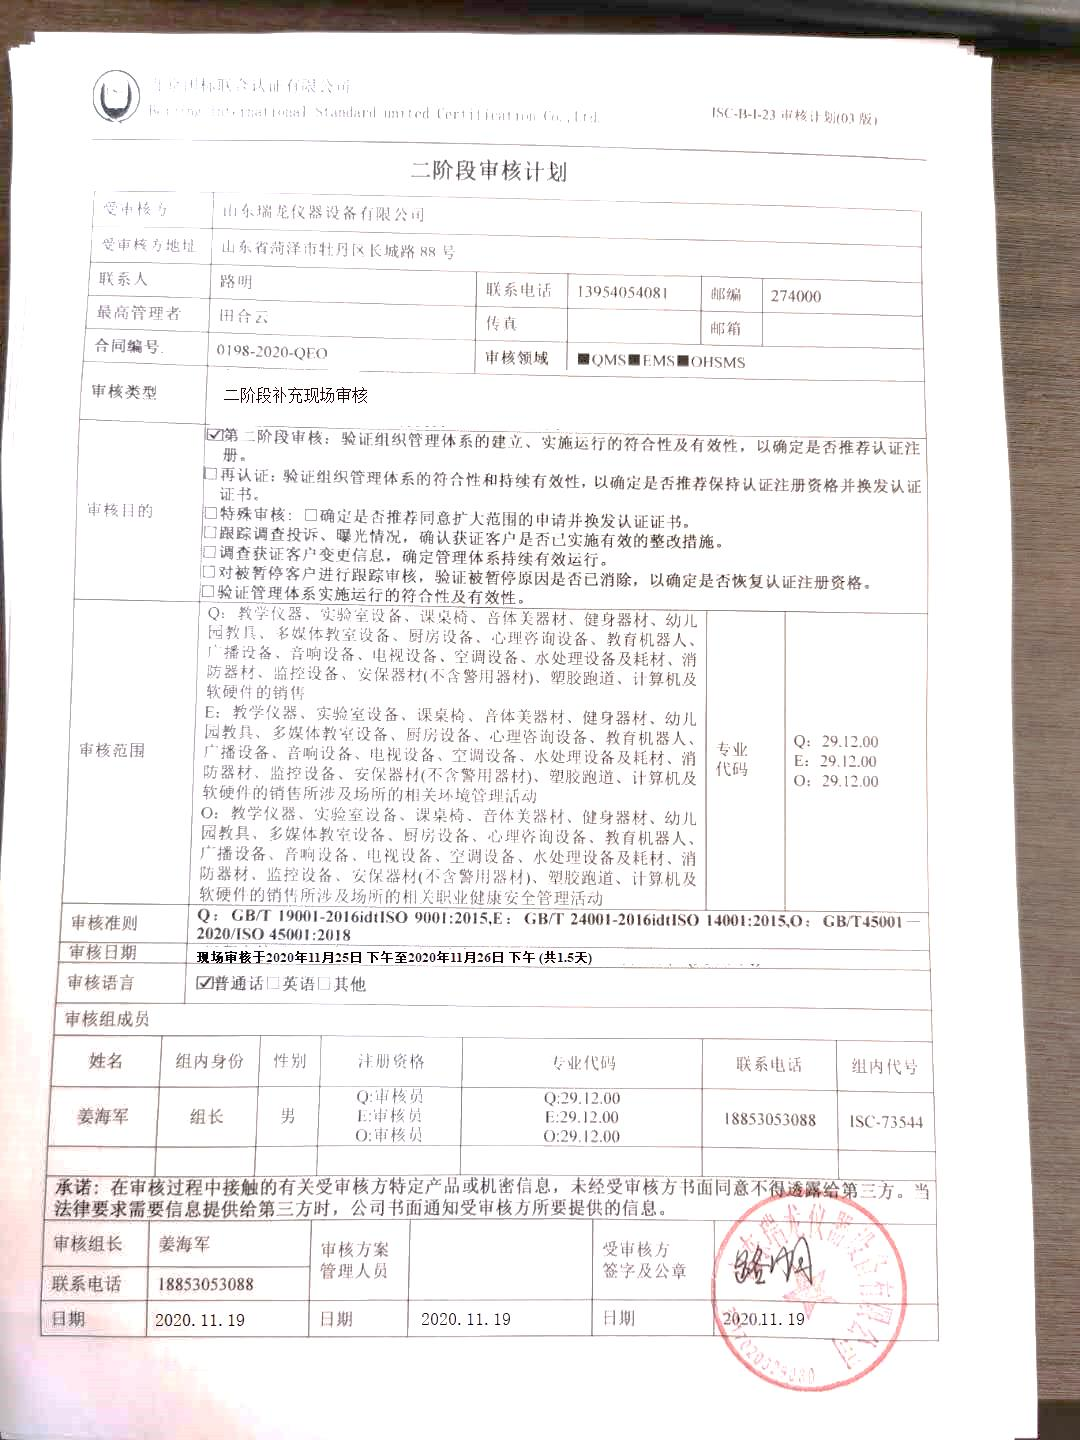 国标联合认证有限公司
Beijing International Standard united Certification Co.,Ltd.
ISC-B-I-23 审核计划(03 版)
二阶段审核计划
受审核方 山东瑞龙仪器设备有限公司
受审核方地址 山东省菏泽市牡丹区长城路 88 号
联系人 路明 联系电话 13954054081 邮编 274000
最高管理者 田合云 传真 邮箱
合同编号 0198-2020-QEO 审核领域 ■QMS■EMS■OHSMS
审核类型 二阶段补充现场审核
审核目的
☑第二阶段审核：验证组织管理体系的建立、实施运行的符合性及有效性，以确定是否推荐认证注
册。
□再认证：验证组织管理体系的符合性和持续有效性，以确定是否推荐保持认证注册资格并换发认证
证书。
□特殊审核：□确定是否推荐同意扩大范围的申请并换发认证证书。
□跟踪调查投诉、曝光情况，确认获证客户是否已实施有效的整改措施。
□调查获证客户变更信息，确定管理体系持续有效运行。
□对被暂停客户进行跟踪审核，验证被暂停原因是否已消除，以确定是否恢复认证注册资格。
□验证管理体系实施运行的符合性及有效性。
审核范围
Q：教学仪器、实验室设备、课桌椅、音体美器材、健身器材、幼儿
园教具、多媒体教室设备、厨房设备、心理咨询设备、教育机器人、
广播设备、音响设备、电视设备、空调设备、水处理设备及耗材、消
防器材、监控设备、安保器材(不含警用器材)、塑胶跑道、计算机及
软硬件的销售
E：教学仪器、实验室设备、课桌椅、音体美器材、健身器材、幼儿
园教具、多媒体教室设备、厨房设备、心理咨询设备、教育机器人、
广播设备、音响设备、电视设备、空调设备、水处理设备及耗材、消
防器材、监控设备、安保器材(不含警用器材)、塑胶跑道、计算机及
软硬件的销售所涉及场所的相关环境管理活动
O：教学仪器、实验室设备、课桌椅、音体美器材、健身器材、幼儿
园教具、多媒体教室设备、厨房设备、心理咨询设备、教育机器人、
广播设备、音响设备、电视设备、空调设备、水处理设备及耗材、消
防器材、监控设备、安保器材(不含警用器材)、塑胶跑道、计算机及
软硬件的销售所涉及场所的相关职业健康安全管理活动
专业
代码
Q：29.12.00
E：29.12.00
O：29.12.00
审核准则
Q：GB/T 19001-2016idtISO 9001:2015,E：GB/T 24001-2016idtISO 14001:2015,O：GB/T45001－
2020/ISO 45001:2018
审核日期 现场审核于2020年11月25日 下午至2020年11月26日 下午 (共1.5天)
审核语言 ☑普通话□英语□其他
审核组成员
姓名 组内身份 性别 注册资格 专业代码 联系电话 组内代号
姜海军 组长 男
Q:审核员
E:审核员
O:审核员
Q:29.12.00
E:29.12.00
O:29.12.00
18853053088 ISC-73544
承诺：在审核过程中接触的有关受审核方特定产品或机密信息，未经受审核方书面同意不得透露给第三方。当
法律要求需要信息提供给第三方时，公司书面通知受审核方所要提供的信息。
审核组长 姜海军
审核方案
管理人员
受审核方
签字及公章
路明
联系电话 18853053088
日期 2020.11.19 日期 2020.11.19 日期 2020.11.19
瑞龙仪器设备有限公司